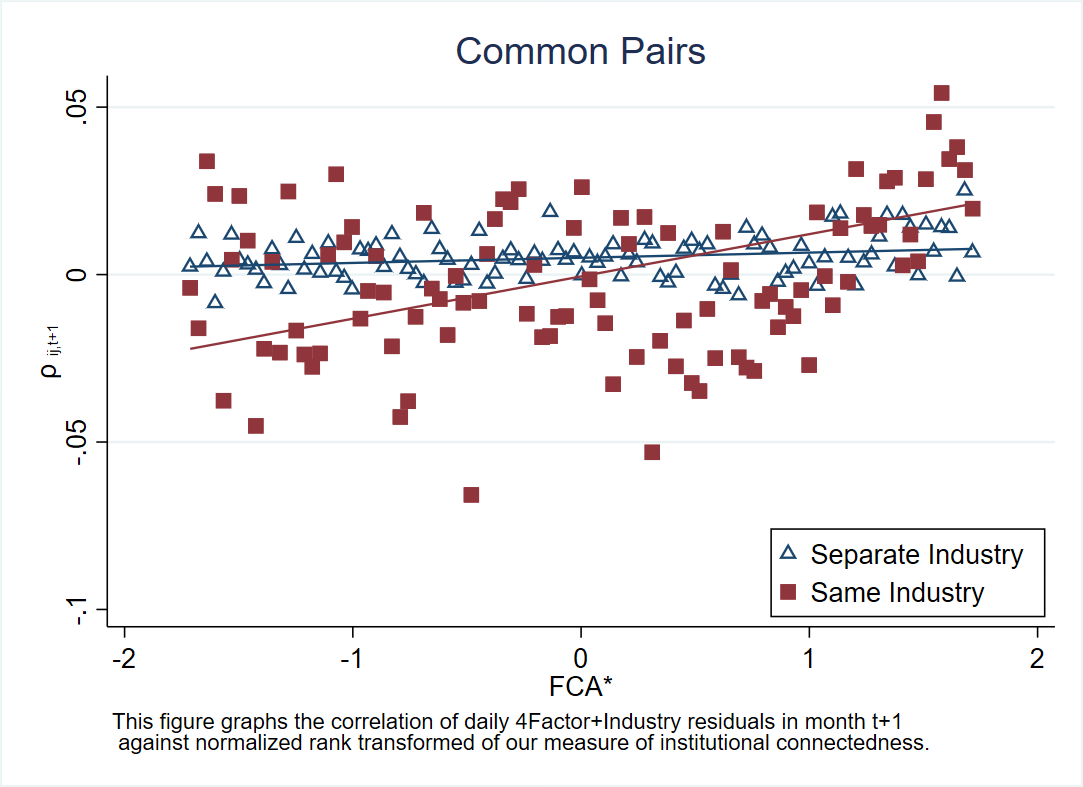 Common Pairs
.05
0
-.05
-.1
ρ ij,t+1
-2 -1 0 1 2
FCA*
Separate Industry
Same Industry
This figure graphs the correlation of daily 4Factor+Industry residuals in month t+1
against normalized rank transformed of our measure of institutional connectedness.